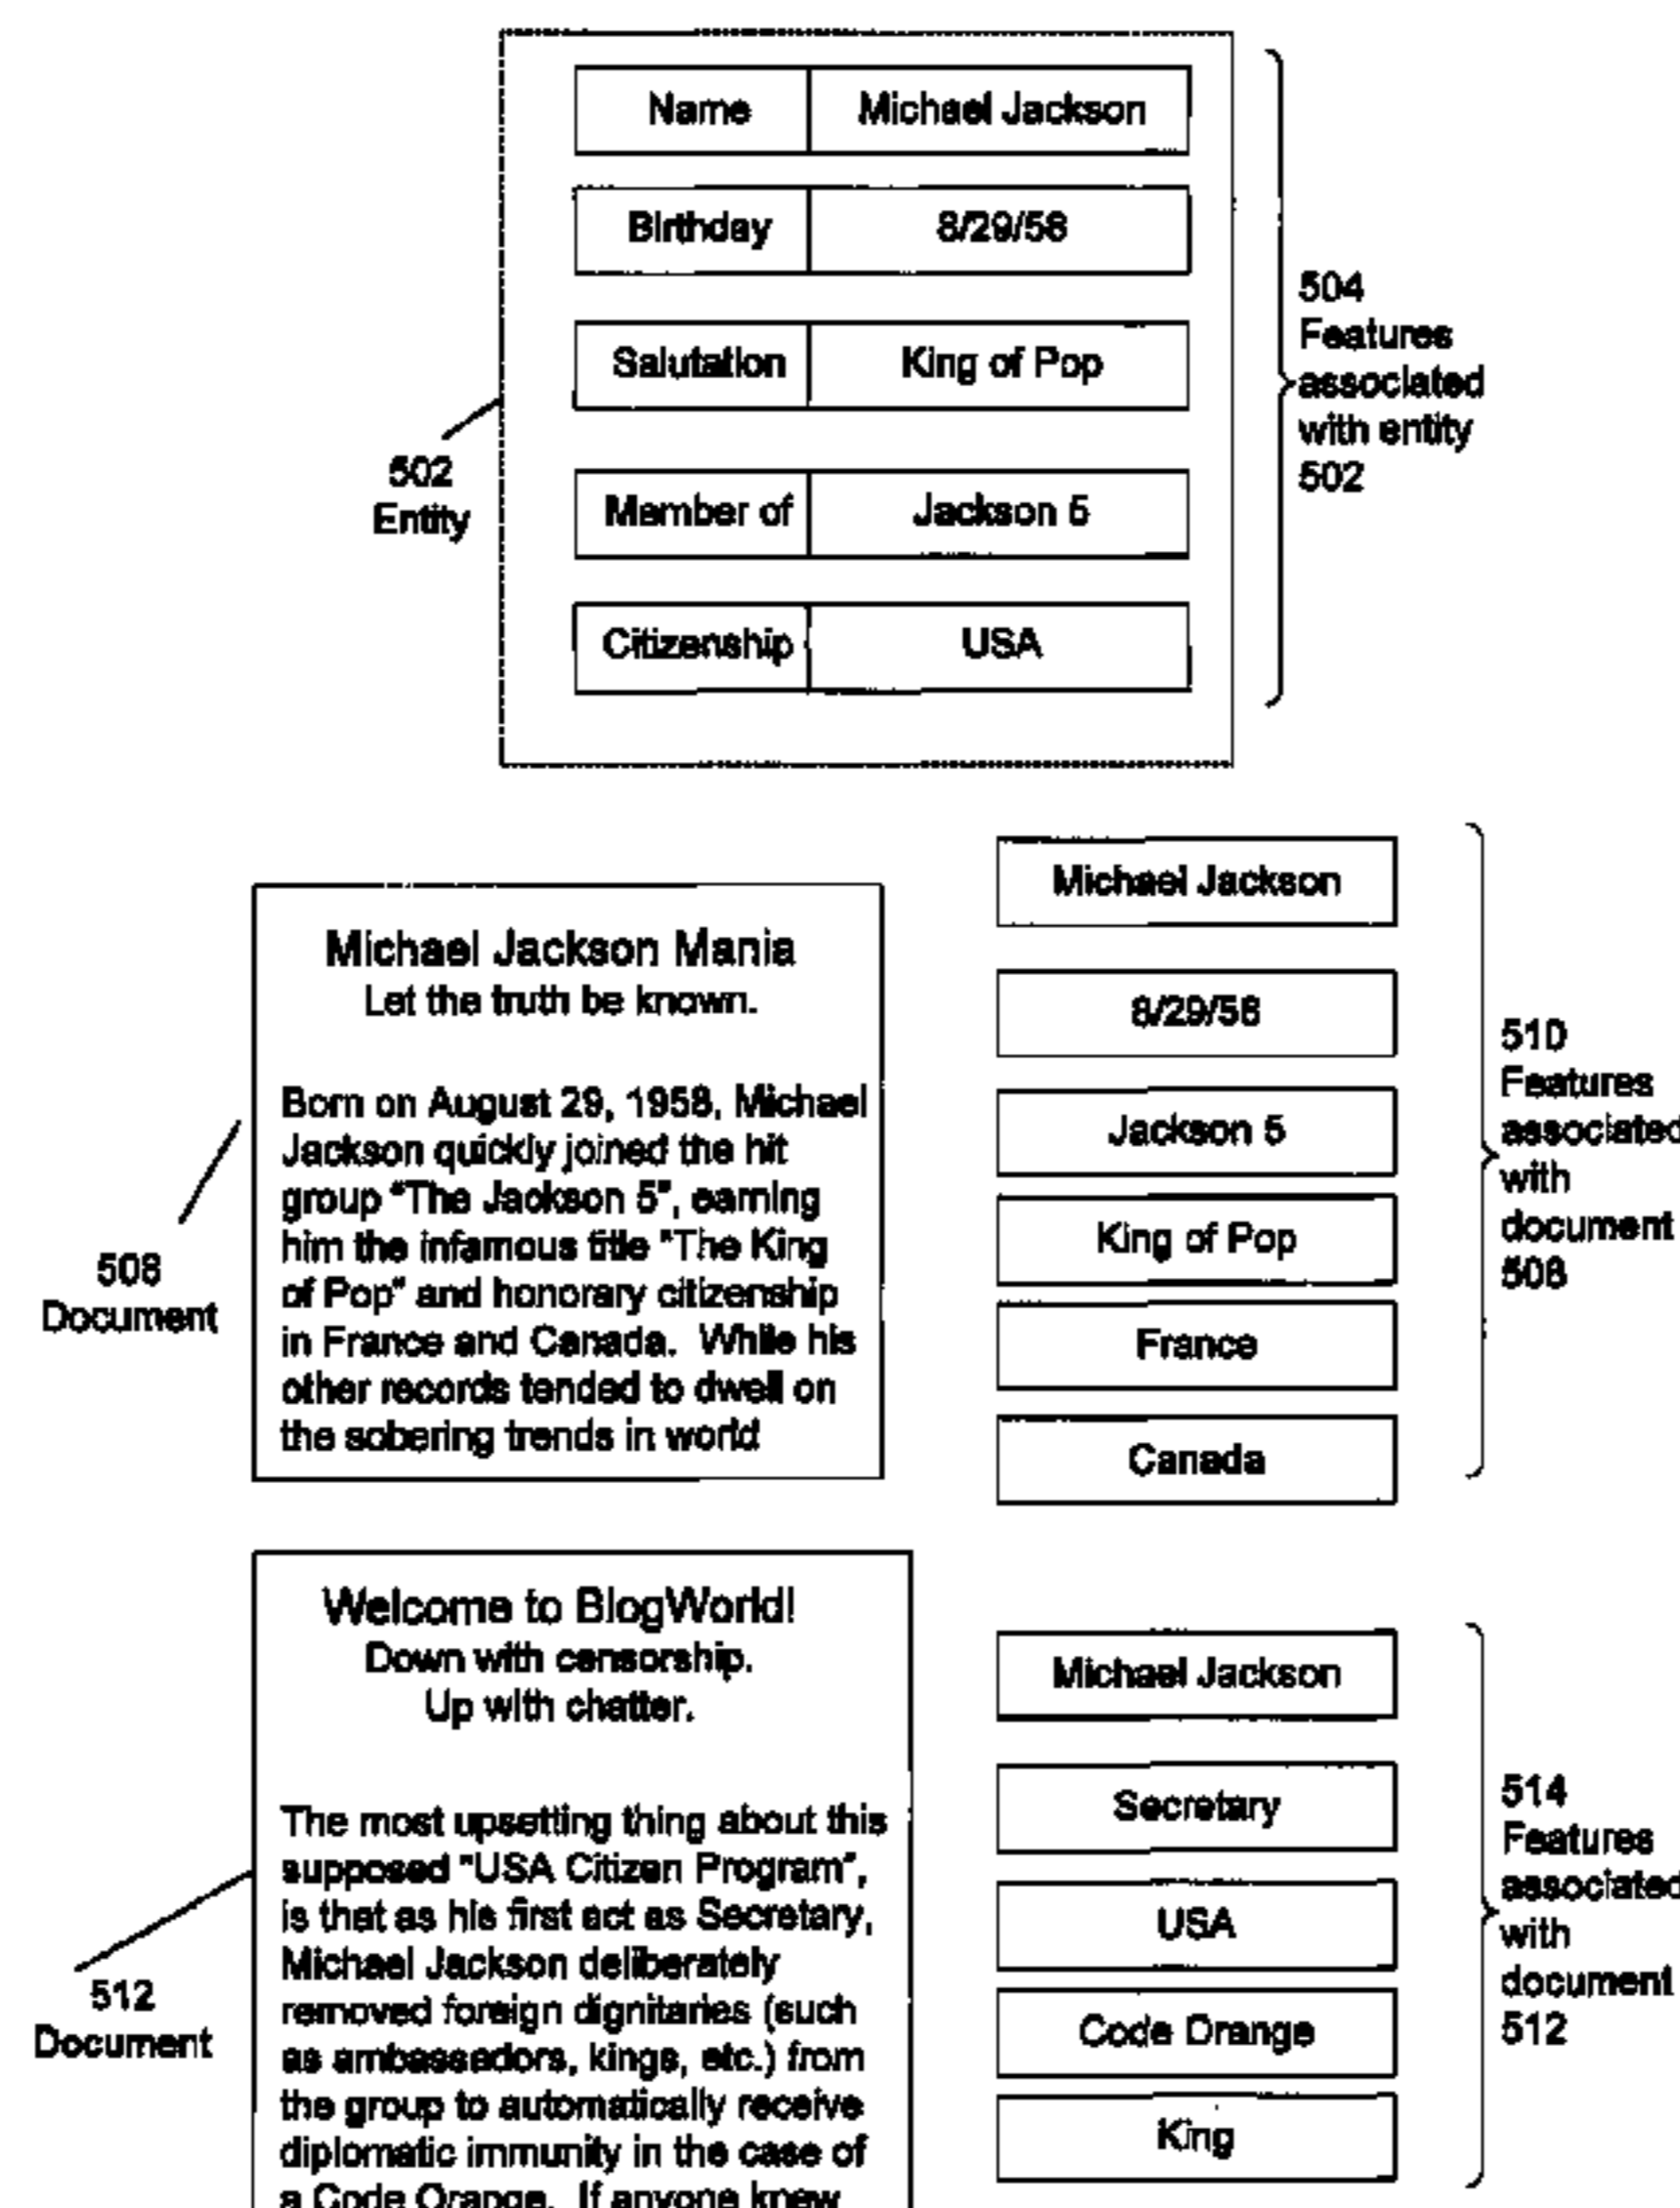 Name Michael Jackson
Birthday 8/29/58
Salutation King of Pop
Member of Jackson 5
Citizenship USA
502
Entity
504
Features
associated
with entity
502
Michael Jackson Mania
Let the truth be known.
Born on August 29, 1958, Michael
Jackson quickly joined the hit
group "The Jackson 5", earning
him the infamous title "The King
of Pop" and honorary citizenship
in France and Canada. While his
other records tended to dwell on
the sobering trends in world
508
Document
Michael Jackson
8/29/58
Jackson 5
King of Pop
France
Canada
510
Features
associated
with
document
508
Welcome to BlogWorld!
Down with censorship.
Up with chatter.
The most upsetting thing about this
supposed "USA Citizen Program",
is that as his first act as Secretary,
Michael Jackson deliberately
removed foreign dignitaries (such
as ambassadors, kings, etc.) from
the group to automatically receive
diplomatic immunity in the case of
a Code Orange. If anyone knew
512
Document
Michael Jackson
Secretary
USA
Code Orange
King
514
Features
associated
with
document
512